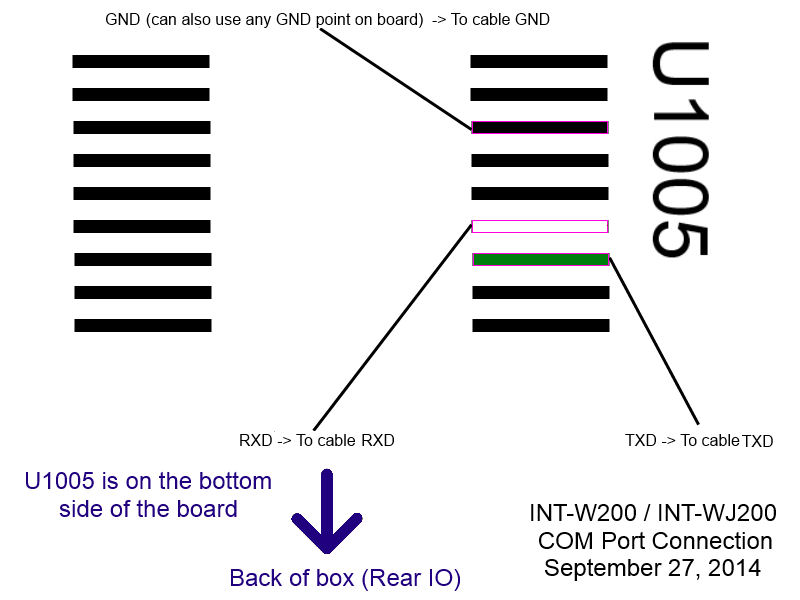 GND (can also use any GND point on board) -> To cable GND
U1005
RXD -> To cable RXD
TXD -> To cable TXD
U1005 is on the bottom
side of the board
Back of box (Rear IO)
INT-W200 / INT-WJ200
COM Port Connection
September 27, 2014